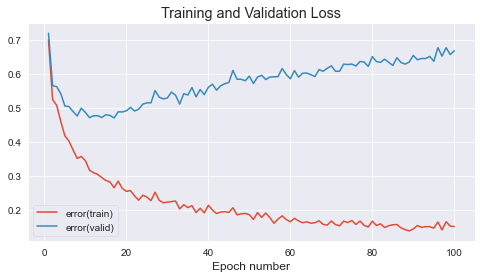 Training and Validation Loss
0.7
0.6
0.5
0.4
0.3
0.2
error(train)
error(valid)
0 20 40 60 80 100
Epoch number